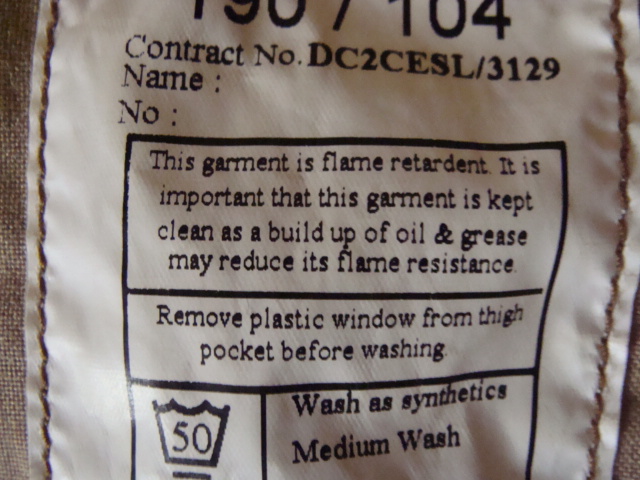 190 / 104
Contract No. DC2CESL/3129
Name :
No :
This garment is flame retardent. It is
important that this garment is kept
clean as a build up of oil & grease
may reduce its flame resistance.
Remove plastic window from thigh
pocket before washing.
50
Wash as synthetics
Medium Wash